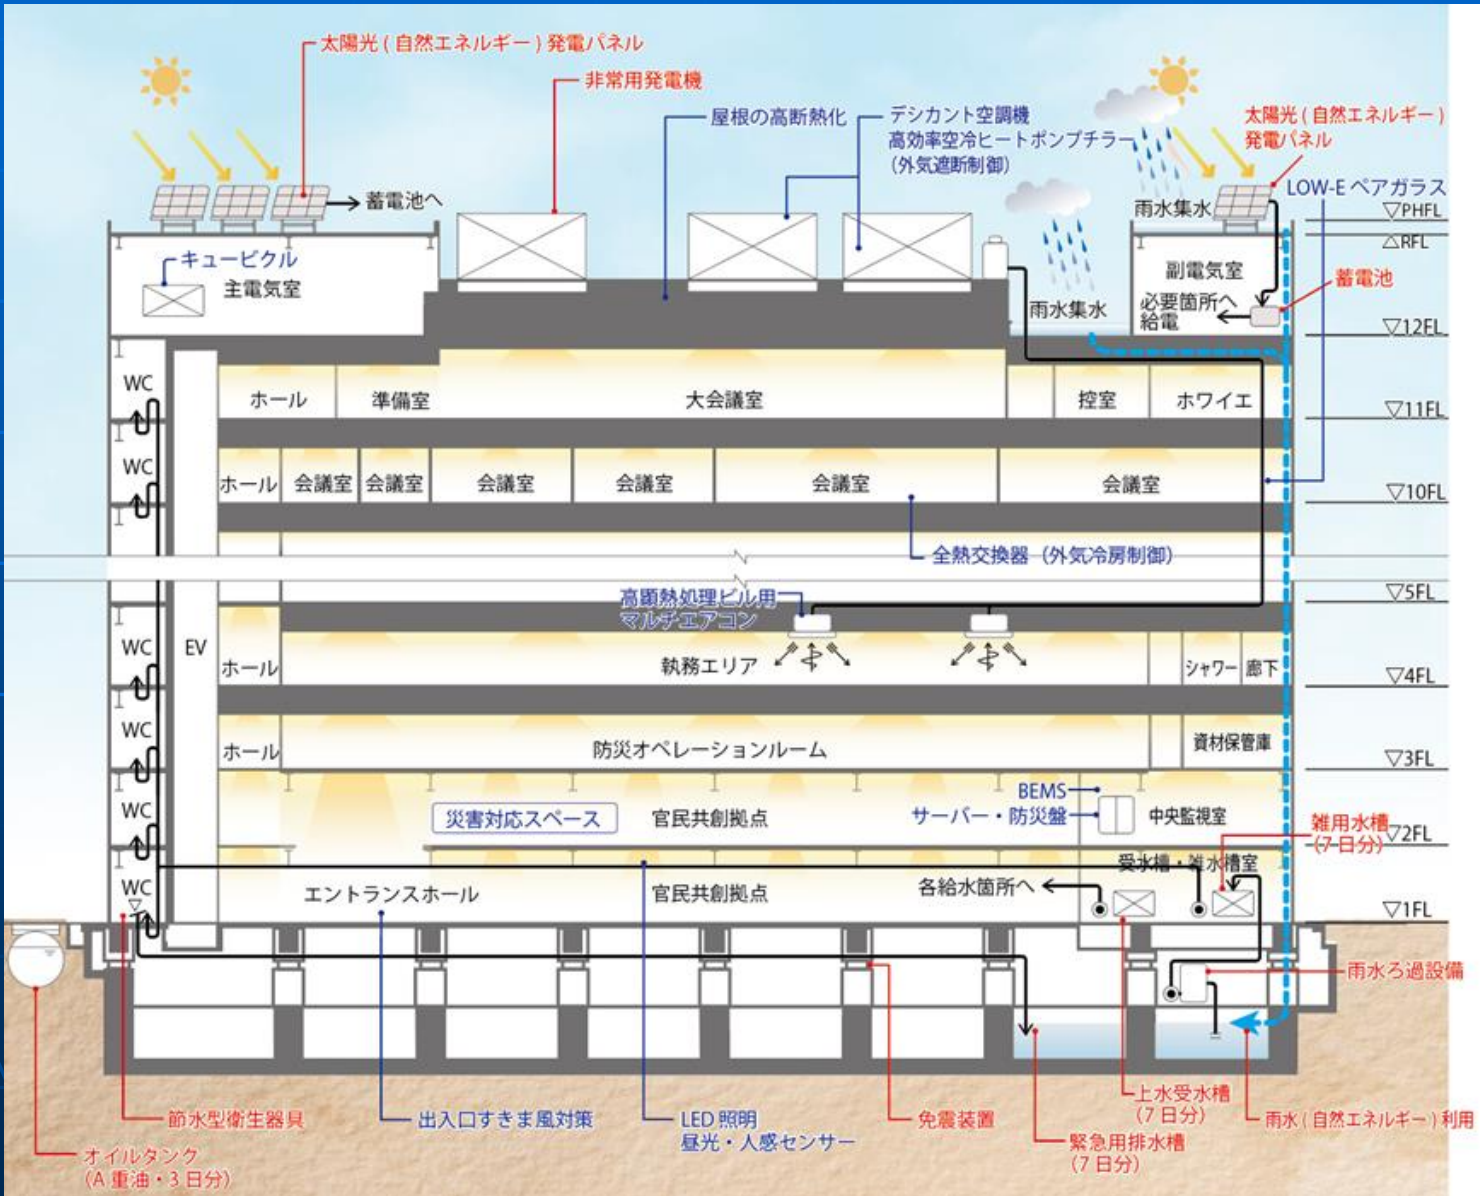 太陽光(自然エネルギー)発電パネル
非常用発電機
屋根の高断熱化
デシカント空調機
高効率空冷ヒートポンプチラー
(外気遮断制御)
太陽光(自然エネルギー)
発電パネル
LOW-E ペアガラス
蓄電池へ
雨水集水
▽PHFL
△RFL
キュービクル
主電気室
副電気室
蓄電池
雨水集水
必要箇所へ
給電
▽12FL
WC
ホール
準備室
大会議室
控室
ホワイエ
▽11FL
WC
ホール
会議室
会議室
会議室
会議室
会議室
会議室
▽10FL
全熱交換器(外気冷房制御)
高顕熱処理ビル用
マルチエアコン
▽5FL
WC
EV
ホール
執務エリア
シャワー
廊下
▽4FL
WC
ホール
防災オペレーションルーム
資材保管庫
▽3FL
WC
災害対応スペース
官民共創拠点
BEMS
サーバー・防災盤
中央監視室
雑用水槽
(7日分)
▽2FL
受水槽・雑水槽室
WC
エントランスホール
官民共創拠点
各給水箇所へ
▽1FL
雨水ろ過設備
節水型衛生器具
出入口すきま風対策
LED 照明
昼光・人感センサー
免震装置
上水受水槽
(7日分)
雨水(自然エネルギー)利用
緊急用排水槽
(7日分)
オイルタンク
(A重油・3日分)